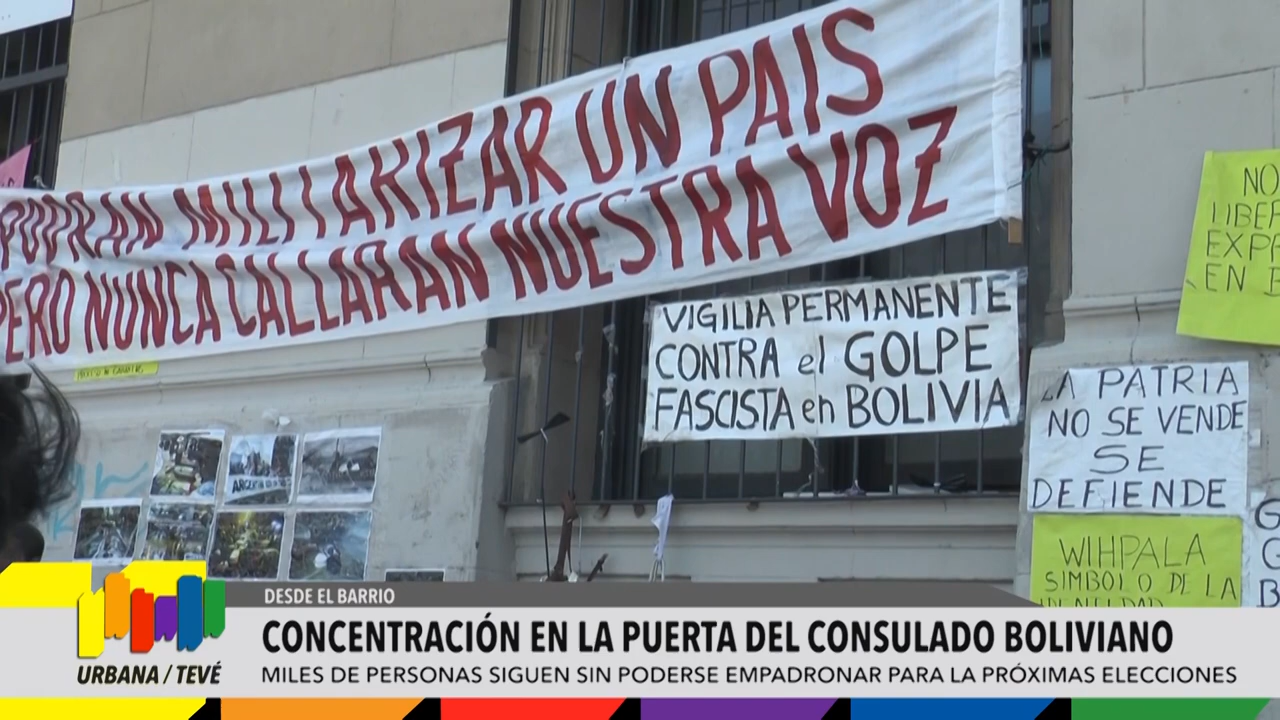 PODRAN MILITARIZAR UN PAIS
PERO NUNCA CALLARAN NUESTRA VOZ
VIGILIA PERMANENTE
CONTRA el GOLPE
FASCISTA en BOLIVIA
NO
EN
LA PATRIA
NO SE VENDE
SE
DEFIENDE
WIHPALA
SIMBOLO DE LA
DESDE EL BARRIO
CONCENTRACIÓN EN LA PUERTA DEL CONSULADO BOLIVIANO
MILES DE PERSONAS SIGUEN SIN PODERSE EMPADRONAR PARA LA PRÓXIMAS ELECCIONES
URBANA / TEVÉ